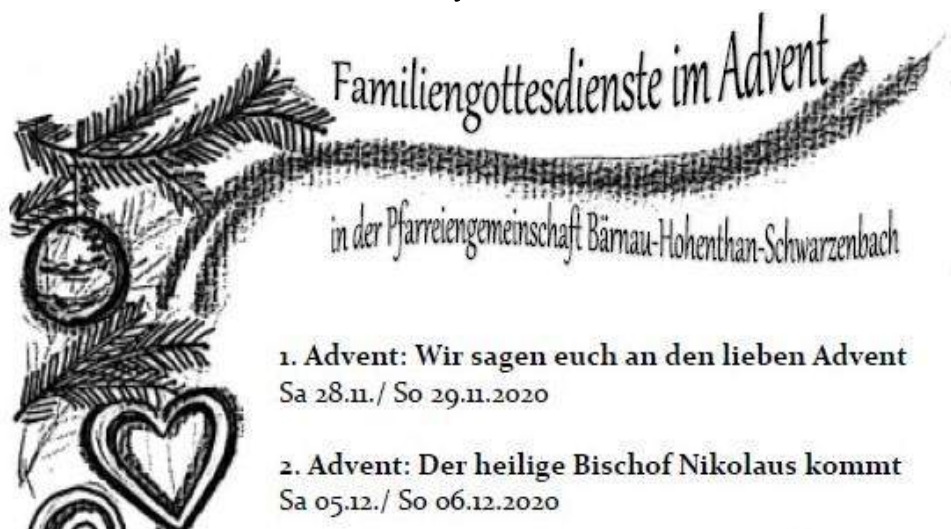 Familiengottesdienste im Advent
in der Pfarreiengemeinschaft Bärnau-Hohenthan-Schwarzenbach
1. Advent: Wir sagen euch an den lieben Advent
Sa 28.11./ So 29.11.2020
2. Advent: Der heilige Bischof Nikolaus kommt
Sa 05.12./ So 06.12.2020